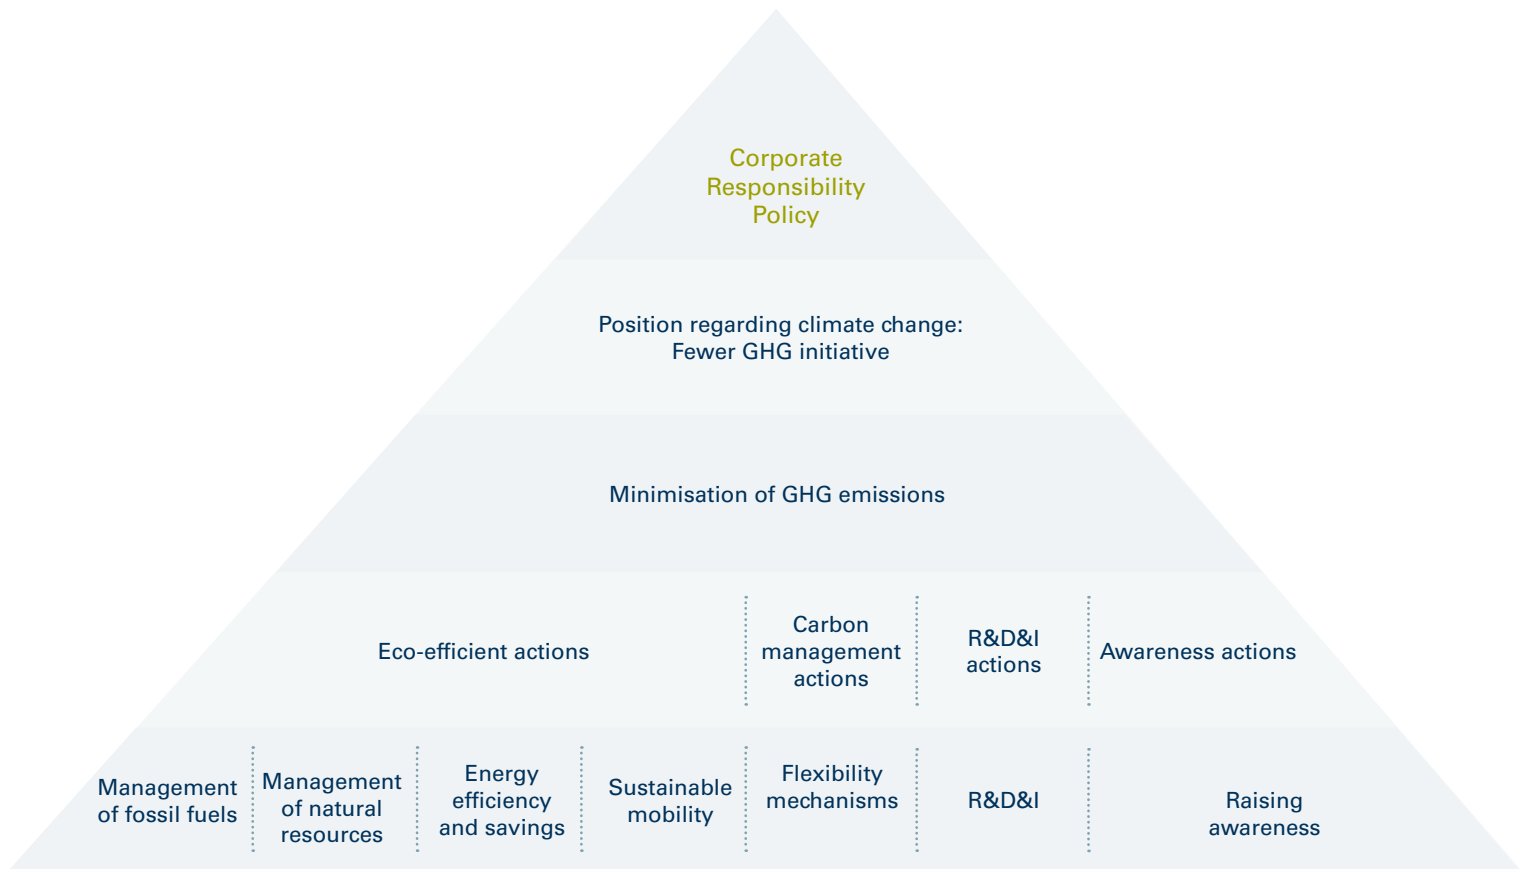 Corporate
Responsibility
Policy
Position regarding climate change:
Fewer GHG initiative
Minimisation of GHG emissions
Eco-efficient actions
Carbon
management
actions
R&D&I
actions
Awareness actions
Management
of fossil fuels
Management
of natural
resources
Energy
efficiency
and savings
Sustainable
mobility
Flexibility
mechanisms
R&D&I
Raising
awareness